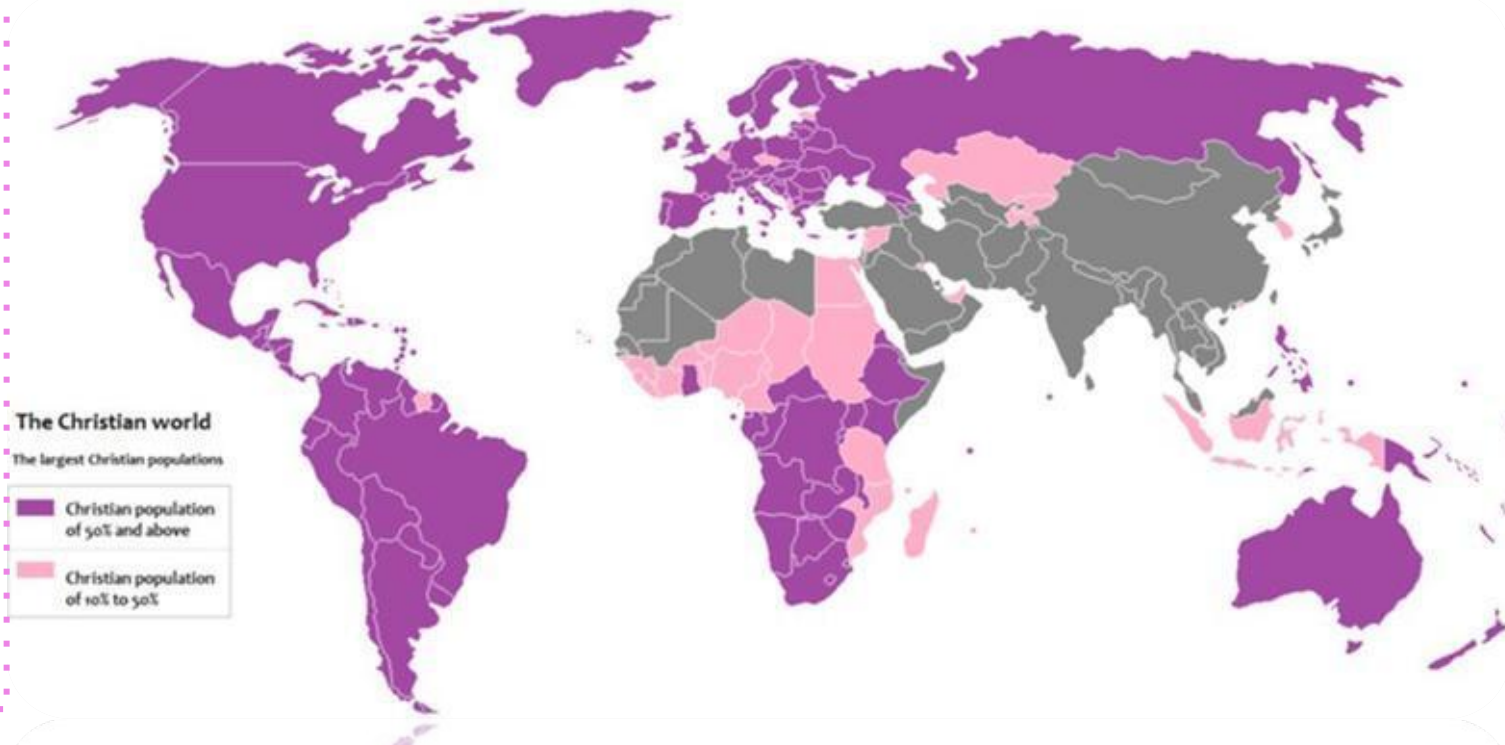 The Christian world
The largest Christian populations
Christian population
of 50% and above
Christian population
of 10% to 50%